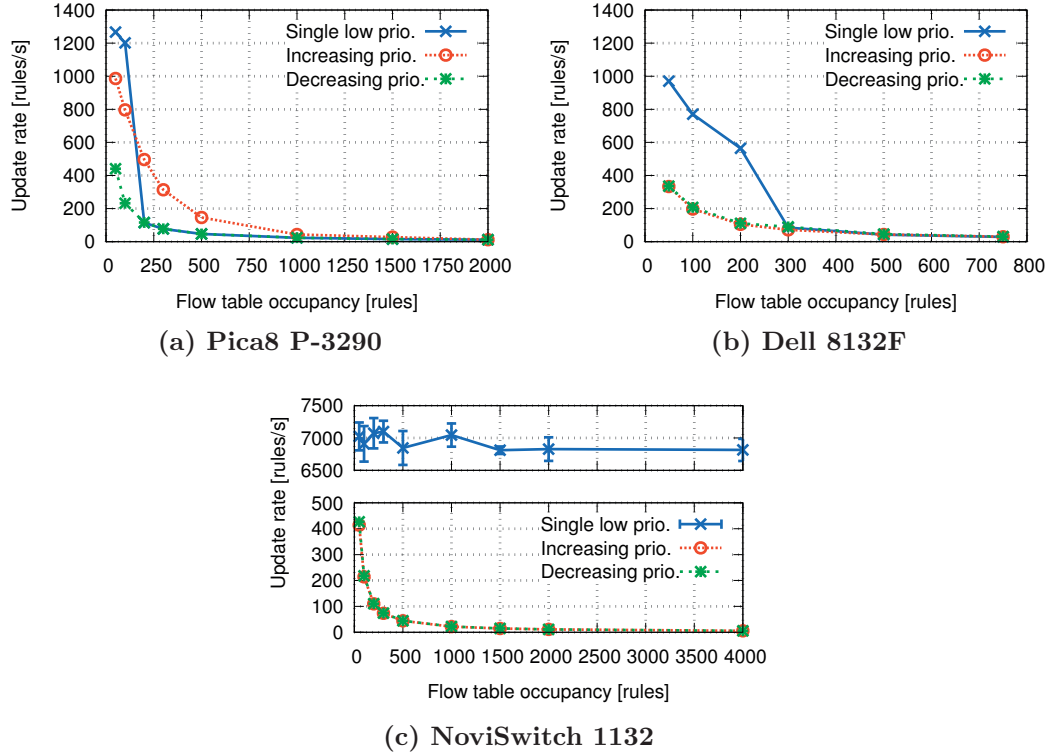 1400
1200
1000
800
600
400
200
0
Update rate [rules/s]
Single low prio.
Increasing prio.
Decreasing prio.
0 250 500 750 1000 1250 1500 1750 2000
Flow table occupancy [rules]
(a) Pica8 P-3290
1400
1200
1000
800
600
400
200
0
Update rate [rules/s]
Single low prio.
Increasing prio.
Decreasing prio.
0 100 200 300 400 500 600 700 800
Flow table occupancy [rules]
(b) Dell 8132F
7500
7000
6500
Update rate [rules/s]
500
400
300
200
100
0
Single low prio.
Increasing prio.
Decreasing prio.
0 500 1000 1500 2000 2500 3000 3500 4000
Flow table occupancy [rules]
(c) NoviSwitch 1132